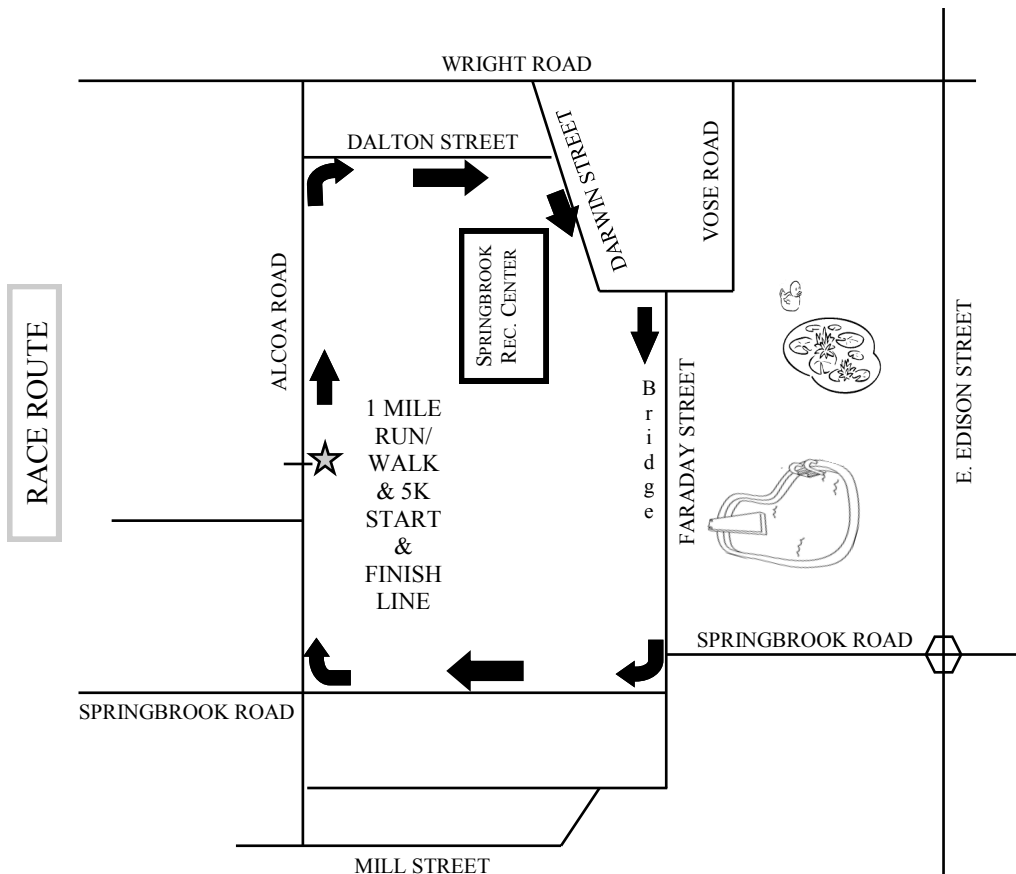 WRIGHT ROAD
DALTON STREET
DARWIN STREET
VOSE ROAD
SPRINGBROOK
REC. CENTER
ALCOA ROAD
RACE ROUTE
1 MILE
RUN/
WALK
& 5K
START
&
FINISH
LINE
Bridge
FARADAY STREET
E. EDISON STREET
SPRINGBROOK ROAD
SPRINGBROOK ROAD
MILL STREET